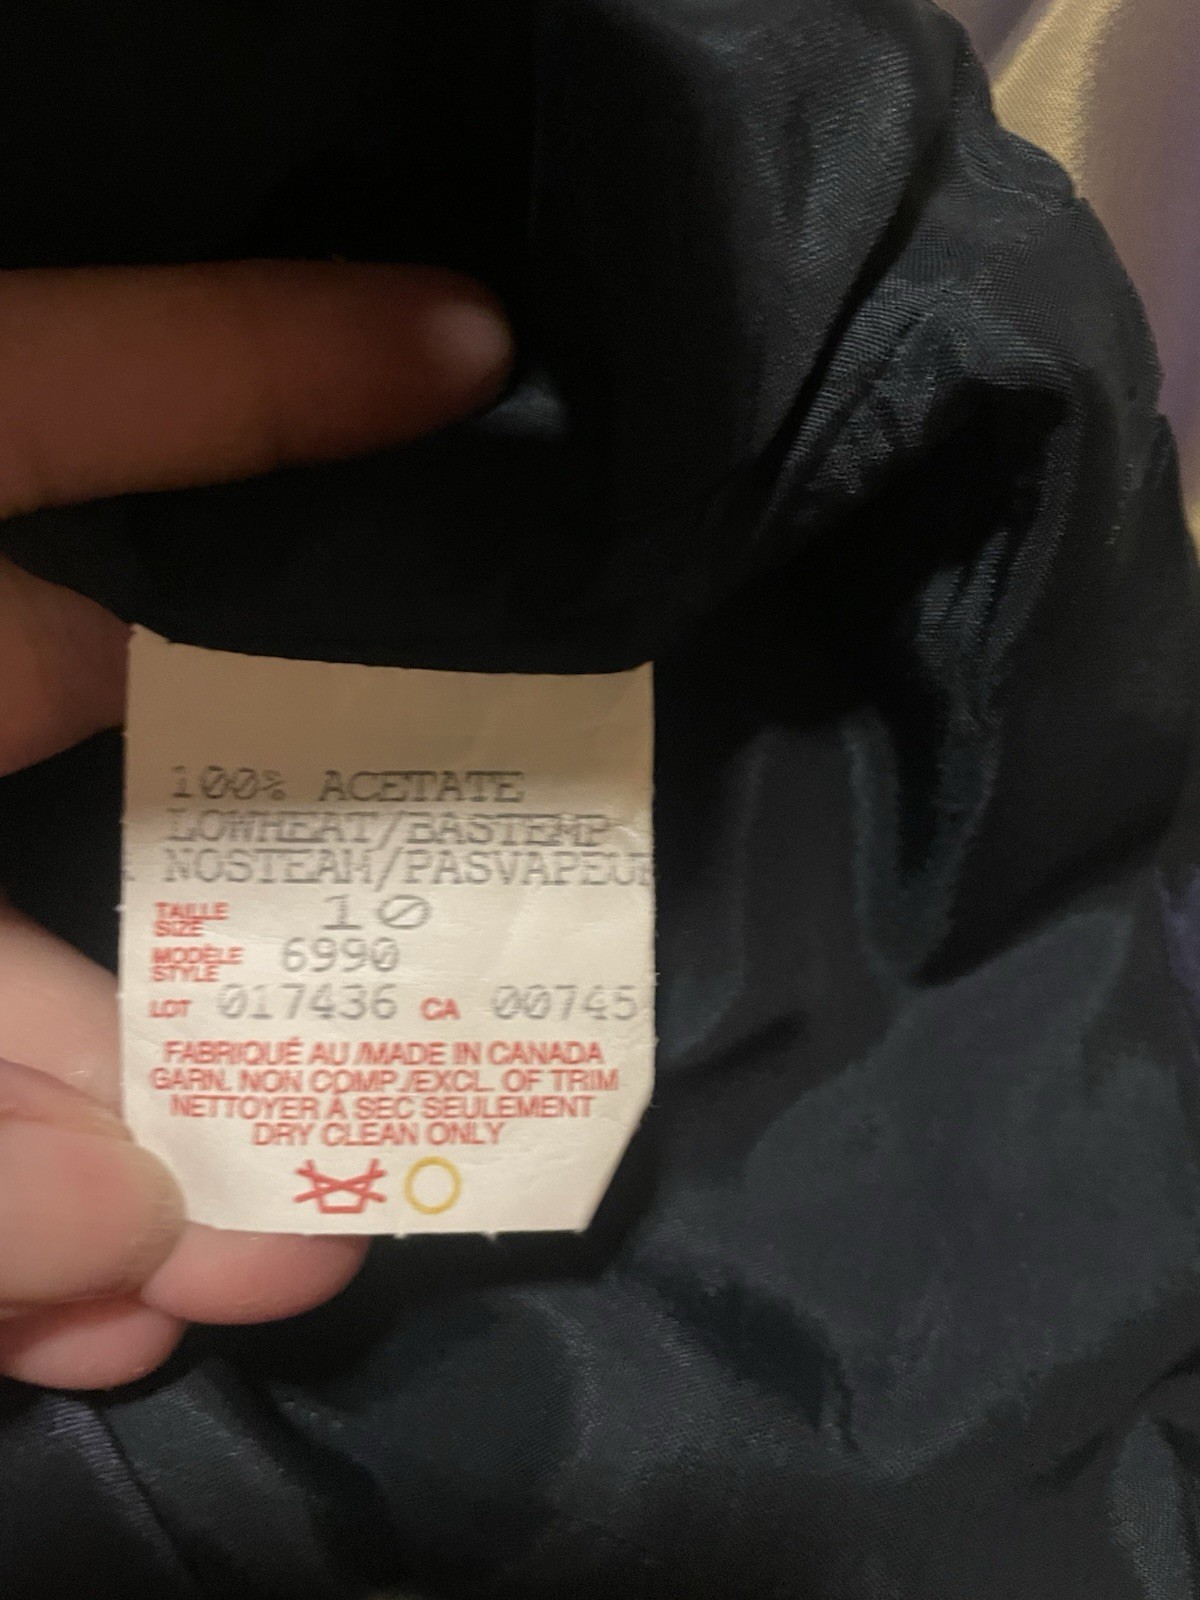 100% ACETATE
LOWHEAT/BASTEMP
NOSTEAM/PASVAPEUR
TAILLE
SIZE 10
MODÈLE
STYLE 6990
LOT 017436 CA 00745
FABRIQUÉ AU/MADE IN CANADA
GARN. NON COMP./EXCL. OF TRIM
NETTOYER À SEC SEULEMENT
DRY CLEAN ONLY